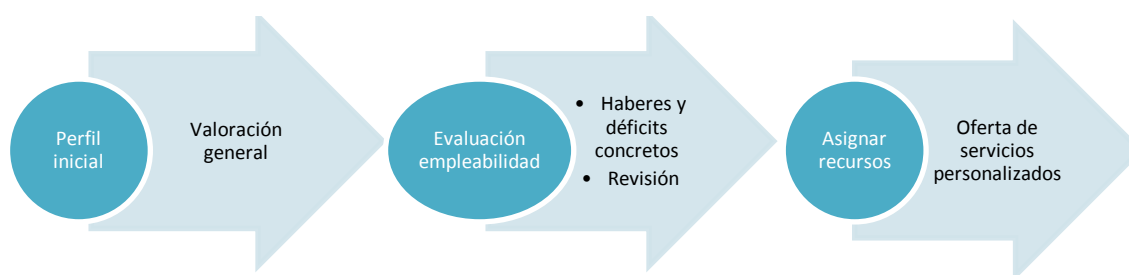 Perfil
inicial
Valoración
general
Evaluación
empleabilidad
• Haberes y
déficits
concretos
• Revisión
Asignar
recursos
Oferta de
servicios
personalizados